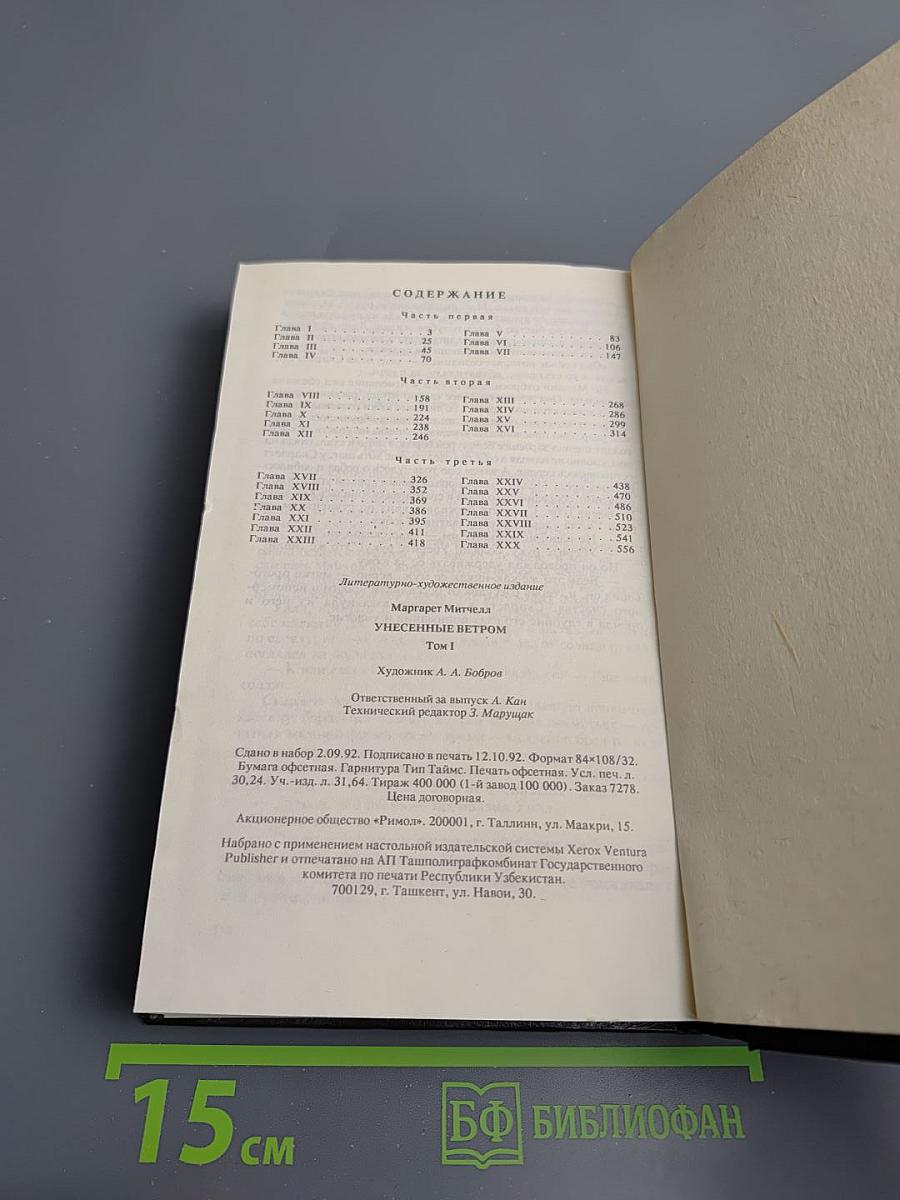 СОДЕРЖАНИЕ
Часть первая
Глава I . . . . . . . . . . . . 3
Глава II . . . . . . . . . . . . 25
Глава III . . . . . . . . . . . . 45
Глава IV . . . . . . . . . . . . 70
Глава V . . . . . . . . . . . . 83
Глава VI . . . . . . . . . . . . 106
Глава VII . . . . . . . . . . . . 147
Часть вторая
Глава VIII . . . . . . . . . . 158
Глава IX . . . . . . . . . . 191
Глава X . . . . . . . . . . 224
Глава XI . . . . . . . . . . 238
Глава XII . . . . . . . . . . 246
Глава XIII . . . . . . . . . . 268
Глава XIV . . . . . . . . . . 286
Глава XV . . . . . . . . . . 299
Глава XVI . . . . . . . . . . 314
Часть третья
Глава XVII . . . . . . . . . . 326
Глава XVIII . . . . . . . . . . 352
Глава XIX . . . . . . . . . . 369
Глава XX . . . . . . . . . . 386
Глава XXI . . . . . . . . . . 395
Глава XXII . . . . . . . . . . 411
Глава XXIII . . . . . . . . . . 418
Глава XXIV . . . . . . . . . . 438
Глава XXV . . . . . . . . . . 470
Глава XXVI . . . . . . . . . . 486
Глава XXVII . . . . . . . . . . 510
Глава XXVIII . . . . . . . . . . 523
Глава XXIX . . . . . . . . . . 541
Глава XXX . . . . . . . . . . 556
Литературно-художественное издание
Маргарет Митчелл
УНЕСЕННЫЕ ВЕТРОМ
Том I
Художник А. А. Бобров
Ответственный за выпуск А. Кан
Технический редактор З. Марущак
Сдано в набор 2.09.92. Подписано в печать 12.10.92. Формат 84×108/32.
Бумага офсетная. Гарнитура Тип Таймс. Печать офсетная. Усл. печ. л.
30,24. Уч.-изд. л. 31,64. Тираж 400 000 (1-й завод 100 000). Заказ 7278.
Цена договорная.
Акционерное общество «Римол». 200001, г. Таллинн, ул. Маакри, 15.
Набрано с применением настольной издательской системы Xerox Ventura
Publisher и отпечатано на АП Ташполиграфкомбинат Государственного
комитета по печати Республики Узбекистан.
700129, г. Ташкент, ул. Навои, 30.
15 см
БФ БИБЛИОФАН